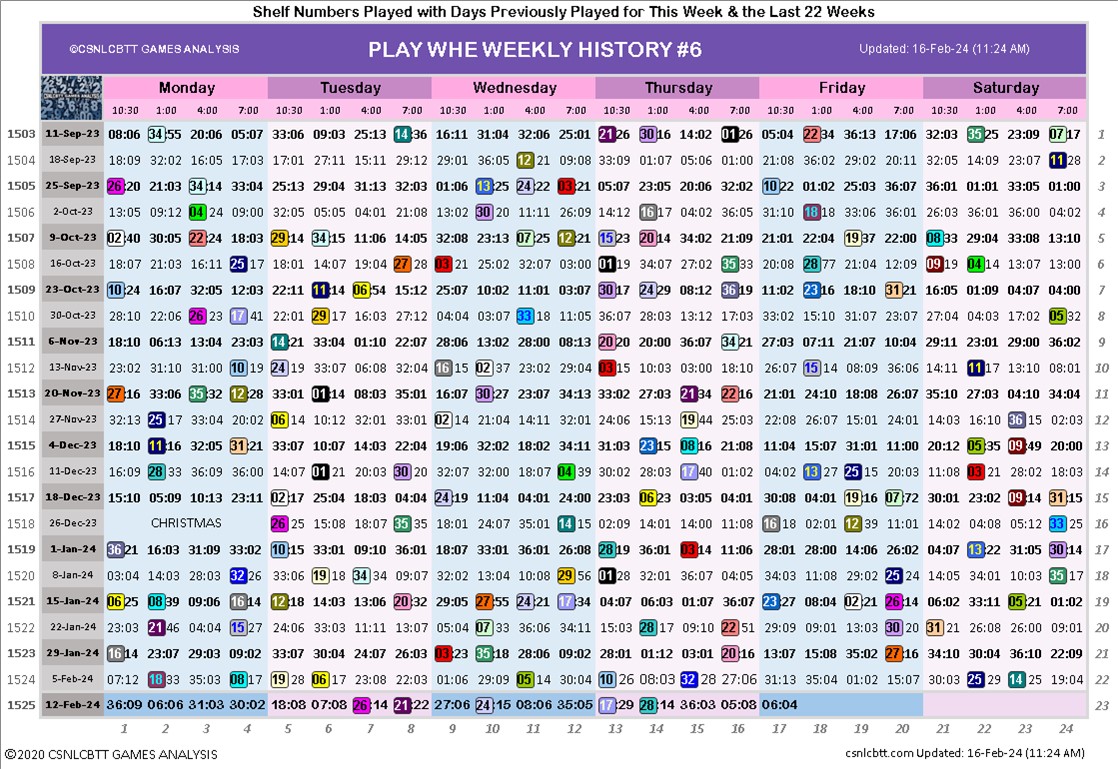 Shelf Numbers Played with Days Previously Played for This Week & the Last 22 Weeks
©CSNLCBTT GAMES ANALYSIS PLAY WHE WEEKLY HISTORY #6 Updated: 16-Feb-24 (11:24 AM)
Monday Tuesday Wednesday Thursday Friday Saturday
10:30 1:00 4:00 7:00 10:30 1:00 4:00 7:00 10:30 1:00 4:00 7:00 10:30 1:00 4:00 7:00 10:30 1:00 4:00 7:00 10:30 1:00 4:00 7:00
1503 11-Sep-23 08:06 34:55 20:06 05:07 33:06 09:03 25:13 14:36 16:11 31:04 32:06 25:01 21:26 30:16 14:02 01:26 05:04 22:34 36:13 17:06 32:03 35:25 23:09 07:17 1
1504 18-Sep-23 18:09 32:02 16:05 17:03 17:01 27:11 15:11 29:12 29:01 36:05 12:21 09:08 33:09 01:07 05:06 01:00 21:08 36:02 29:02 20:11 32:05 14:09 23:07 11:28 2
1505 25-Sep-23 26:20 21:03 34:14 33:04 25:13 29:04 31:13 32:03 01:06 13:25 24:22 03:21 05:07 23:05 20:06 32:02 10:22 01:02 25:03 36:07 36:01 01:01 33:05 01:00 3
1506 2-Oct-23 13:05 09:12 04:24 09:00 32:05 05:05 04:01 21:08 13:02 30:20 11:11 26:09 14:12 16:17 04:02 36:05 31:10 18:18 33:06 36:01 26:03 36:01 36:00 04:02 4
1507 9-Oct-23 02:40 30:05 22:24 18:03 29:14 34:15 11:06 14:05 32:08 23:13 07:25 12:21 15:23 20:14 34:02 21:09 21:01 22:04 19:37 22:00 08:33 29:04 33:08 13:10 5
1508 16-Oct-23 18:07 21:03 16:11 25:17 15:01 14:07 19:04 27:28 03:21 25:02 32:07 03:00 01:19 34:07 27:02 35:33 20:08 28:77 21:04 12:09 09:19 04:14 13:07 13:00 6
1509 23-Oct-23 10:24 16:07 32:05 12:03 22:11 11:14 06:54 15:12 25:07 10:02 11:01 03:07 30:17 24:29 08:12 36:19 11:02 23:16 18:10 31:21 16:05 01:09 04:07 04:00 7
1510 30-Oct-23 28:10 22:06 26:23 17:41 22:01 29:17 16:03 27:12 04:04 03:07 33:18 11:05 36:07 28:03 13:12 17:03 33:02 17:01 15:10 31:04 27:04 03:03 17:02 05:32 8
1511 6-Nov-23 18:10 06:13 13:04 23:03 14:21 33:04 01:10 22:07 28:06 13:02 28:00 08:13 20:20 20:00 36:07 34:21 27:03 07:11 21:07 10:04 29:11 23:01 29:00 36:02 9
1512 13-Nov-23 23:02 31:10 31:00 10:19 24:19 33:07 06:08 32:04 16:15 02:37 23:02 29:04 03:15 10:03 03:00 18:10 26:07 15:14 08:09 36:06 14:11 11:17 13:10 08:01 10
1513 20-Nov-23 27:16 33:06 35:32 12:28 33:01 01:14 08:03 35:01 16:07 30:27 23:07 34:13 33:02 27:03 21:34 22:16 21:01 24:10 18:08 26:07 35:10 27:03 04:10 34:04 11
1514 27-Nov-23 32:13 25:17 33:04 20:02 06:14 10:12 32:01 33:01 02:14 21:04 14:11 32:01 24:06 15:13 19:44 25:03 22:08 26:07 15:01 07:12 14:03 16:10 36:15 02:03 12
1515 4-Dec-23 18:10 11:16 32:05 31:21 33:07 10:07 14:03 22:04 19:06 32:02 18:02 34:11 31:03 23:15 08:16 21:08 11:04 15:07 13:01 11:00 20:12 05:35 09:49 20:00 13
1516 11-Dec-23 16:09 28:33 36:09 36:00 14:07 01:21 20:03 30:20 32:07 32:00 18:07 04:39 30:02 28:03 17:40 01:02 04:02 13:27 25:15 20:03 11:08 03:21 28:02 18:03 14
1517 18-Dec-23 15:10 05:09 10:13 23:11 02:17 25:04 18:03 04:04 24:19 11:04 04:01 24:00 23:03 06:23 03:05 04:03 30:08 04:01 19:16 07:72 30:01 23:02 09:14 31:15 15
1518 26-Dec-23 CHRISTMAS 26:25 15:08 18:07 35:35 18:01 24:07 35:01 14:15 02:09 14:01 14:00 11:08 16:18 02:01 12:39 11:02 14:02 04:08 05:12 33:25 16
1519 1-Jan-24 36:21 16:03 31:09 33:02 10:15 33:01 09:10 36:01 18:07 33:01 36:01 26:08 28:19 36:01 03:14 11:06 28:01 28:00 14:06 26:02 04:07 13:22 31:05 30:14 17
1520 8-Jan-24 03:04 14:03 28:03 32:26 33:06 19:18 34:34 09:07 32:02 13:04 10:08 29:56 01:28 32:01 36:07 04:05 34:03 11:08 29:02 25:24 14:05 34:01 10:03 35:17 18
1521 15-Jan-24 06:25 08:39 09:06 16:14 12:18 14:03 13:06 20:32 29:05 27:55 24:21 17:34 04:07 06:03 01:07 36:07 23:27 08:04 02:21 26:14 06:02 33:11 05:21 01:02 19
1522 22-Jan-24 23:03 21:46 04:04 15:27 24:06 33:03 11:11 13:07 05:04 07:10 36:06 34:11 15:03 28:17 09:10 22:51 04:03 11:02 23:03 30:20 31:21 26:08 26:00 09:01 20
1523 29-Jan-24 16:14 23:07 29:03 09:02 33:07 30:04 24:07 26:03 03:23 35:18 28:06 09:02 28:01 01:12 03:01 20:16 13:07 15:08 35:02 27:16 34:10 30:04 36:10 22:09 21
1524 5-Feb-24 07:12 18:33 35:03 08:17 19:28 06:17 23:08 22:03 01:06 29:09 05:14 30:04 10:26 08:03 32:28 27:06 31:13 35:04 01:02 15:07 30:03 25:29 14:25 19:04 22
1525 12-Feb-24 36:09 06:06 31:03 30:02 18:08 07:08 26:14 21:22 27:06 24:15 08:06 35:05 17:29 28:14 36:03 05:08 06:04 23
1 2 3 4 5 6 7 8 9 10 11 12 13 14 15 16 17 18 19 20 21 22 23 24
©2020 CSNLCBTT GAMES ANALYSIS csnlcbtt.com Updated: 16-Feb-24 (11:24 AM)